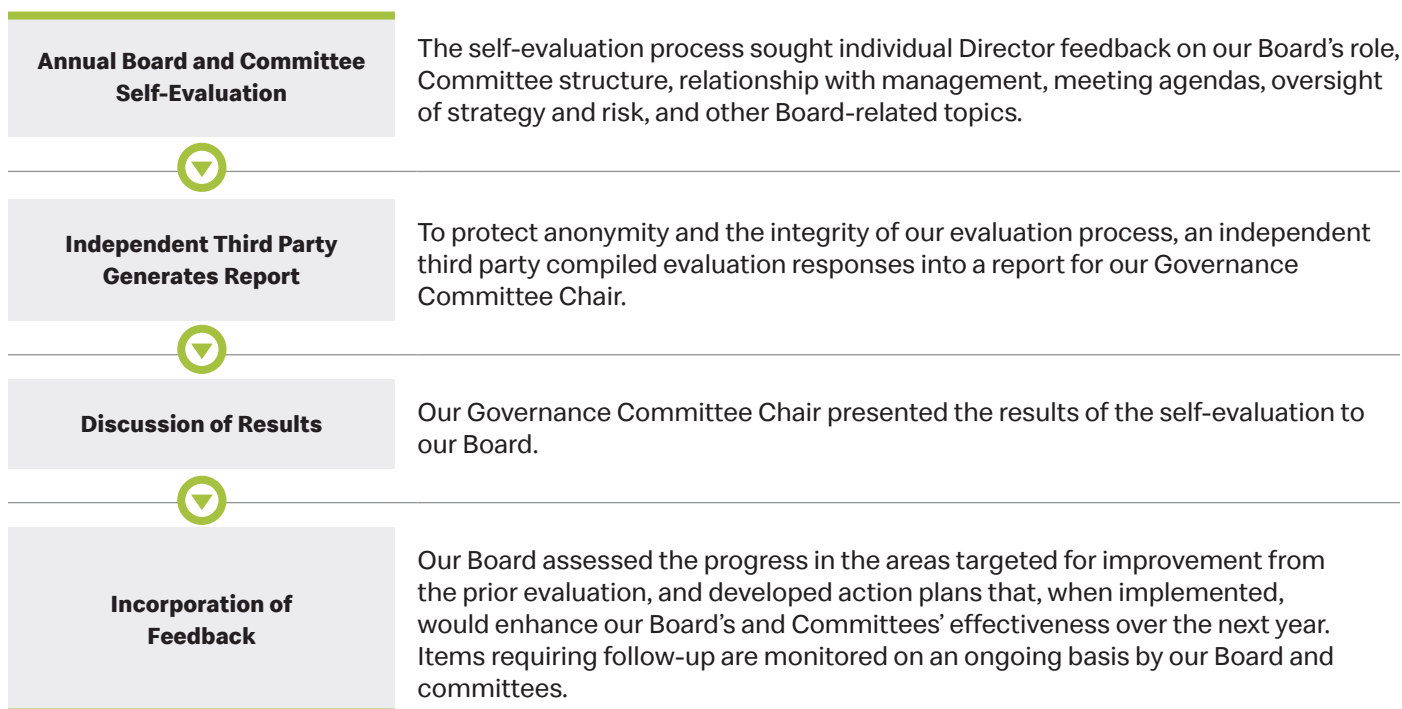 Annual Board and Committee
Self-Evaluation
The self-evaluation process sought individual Director feedback on our Board’s role,
Committee structure, relationship with management, meeting agendas, oversight
of strategy and risk, and other Board-related topics.
Independent Third Party
Generates Report
To protect anonymity and the integrity of our evaluation process, an independent
third party compiled evaluation responses into a report for our Governance
Committee Chair.
Discussion of Results
Our Governance Committee Chair presented the results of the self-evaluation to
our Board.
Incorporation of
Feedback
Our Board assessed the progress in the areas targeted for improvement from
the prior evaluation, and developed action plans that, when implemented,
would enhance our Board’s and Committees’ effectiveness over the next year.
Items requiring follow-up are monitored on an ongoing basis by our Board and
committees.